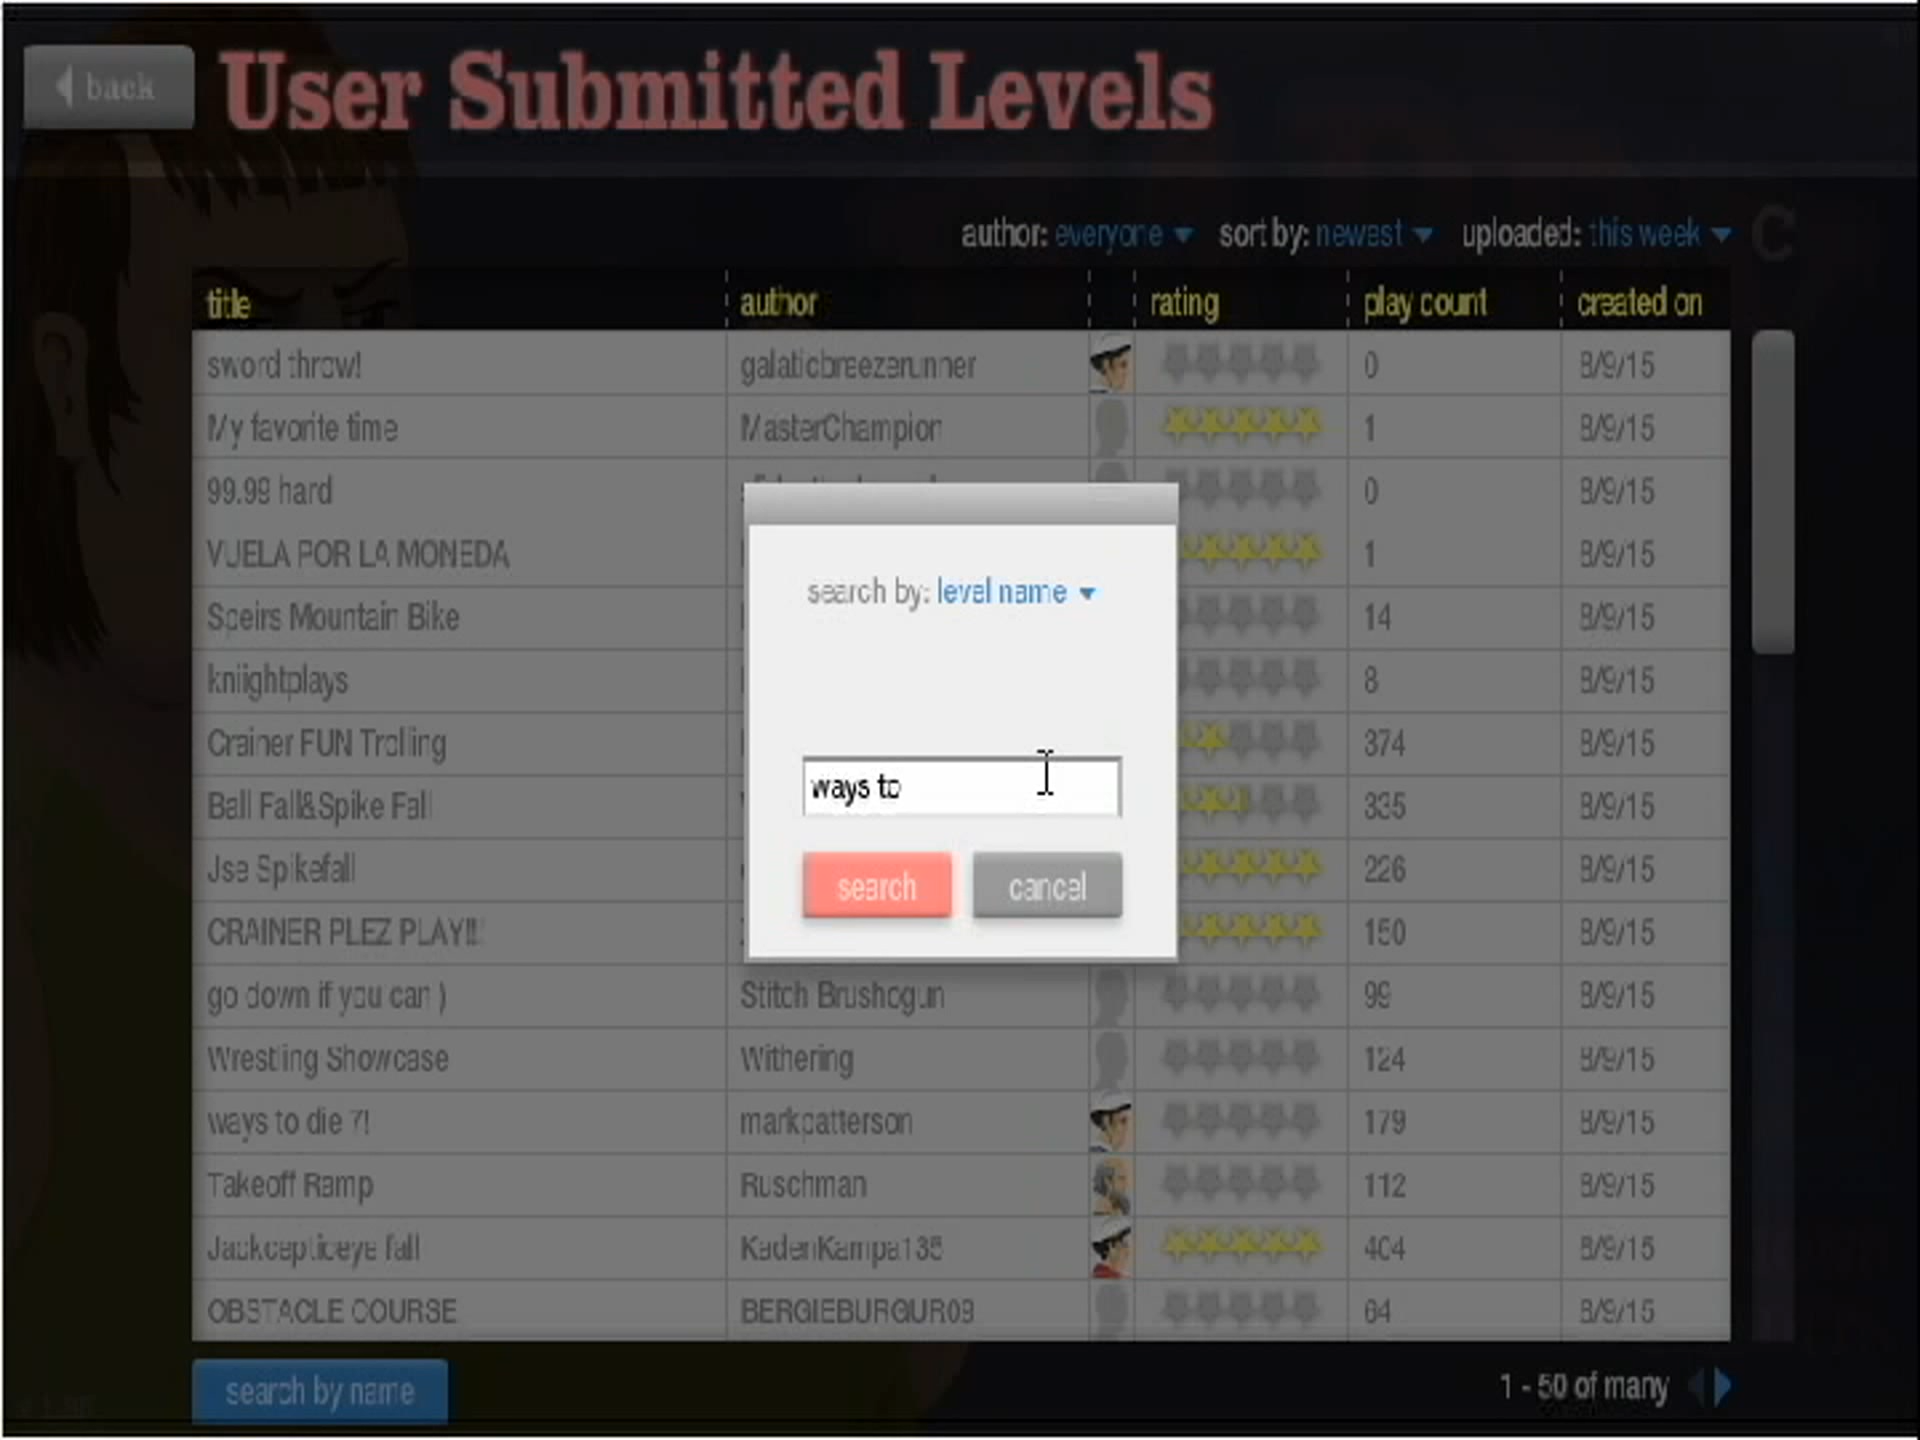 back
User Submitted Levels
author: everyone sort by: newest uploaded: this week
title author rating play count created on
sword throw! galaticbreezerunner 0 8/9/15
My favorite time MasterChampion 1 8/9/15
99.99 hard 0 8/9/15
VUELA POR LA MONEDA 1 8/9/15
Speirs Mountain Bike 14 8/9/15
kniightplays 8 8/9/15
Crainer FUN Trolling 374 8/9/15
Ball Fall&Spike Fall 335 8/9/15
Jse Spikefall 226 8/9/15
CRAINER PLEZ PLAY!!! 150 8/9/15
go down if you can ) Stitch Brushogun 99 8/9/15
Wrestling Showcase Withering 124 8/9/15
ways to die ?! markpatterson 179 8/9/15
Takeoff Ramp Ruschman 112 8/9/15
Jackcepticeye fall KadenKampa135 404 8/9/15
OBSTACLE COURSE BERGIEBURGUR09 64 8/9/15
search by: level name
ways to
search cancel
search by name
1 - 50 of many